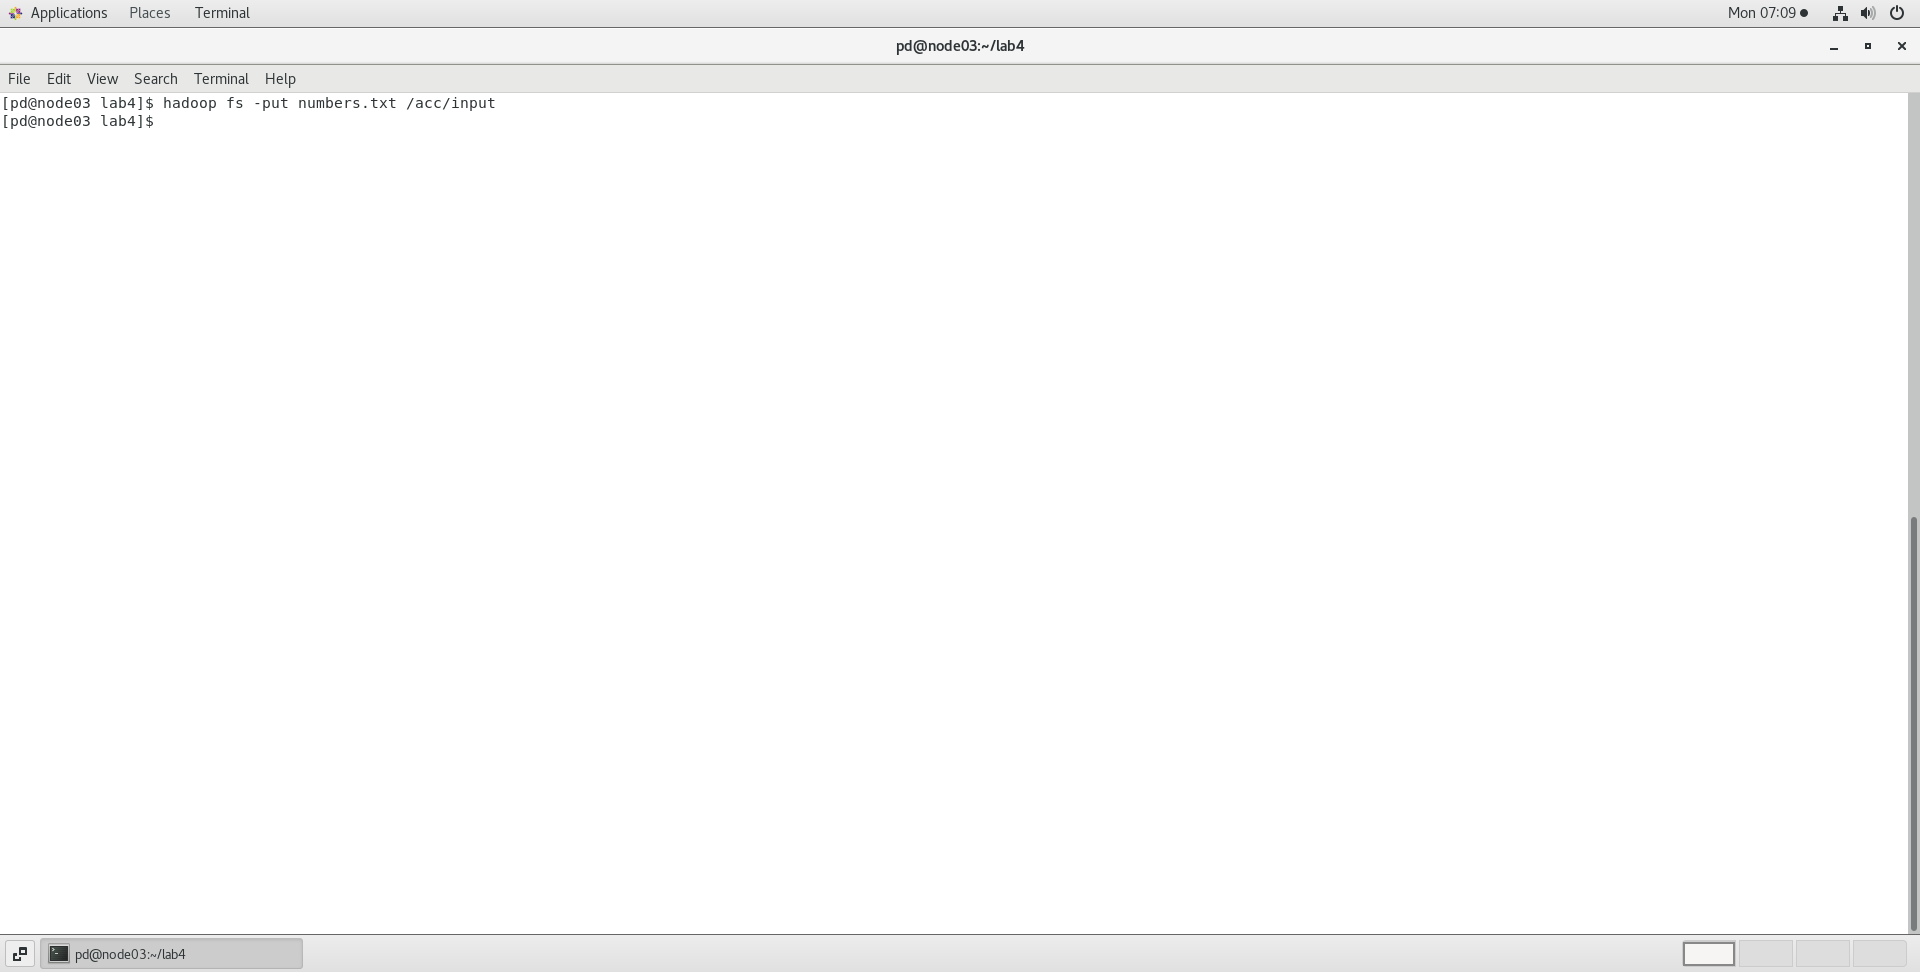 Applications Places Terminal Mon 07:09
pd@node03:~/lab4
File Edit View Search Terminal Help
[pd@node03 lab4]$ hadoop fs -put numbers.txt /acc/input
[pd@node03 lab4]$
pd@node03:~/lab4